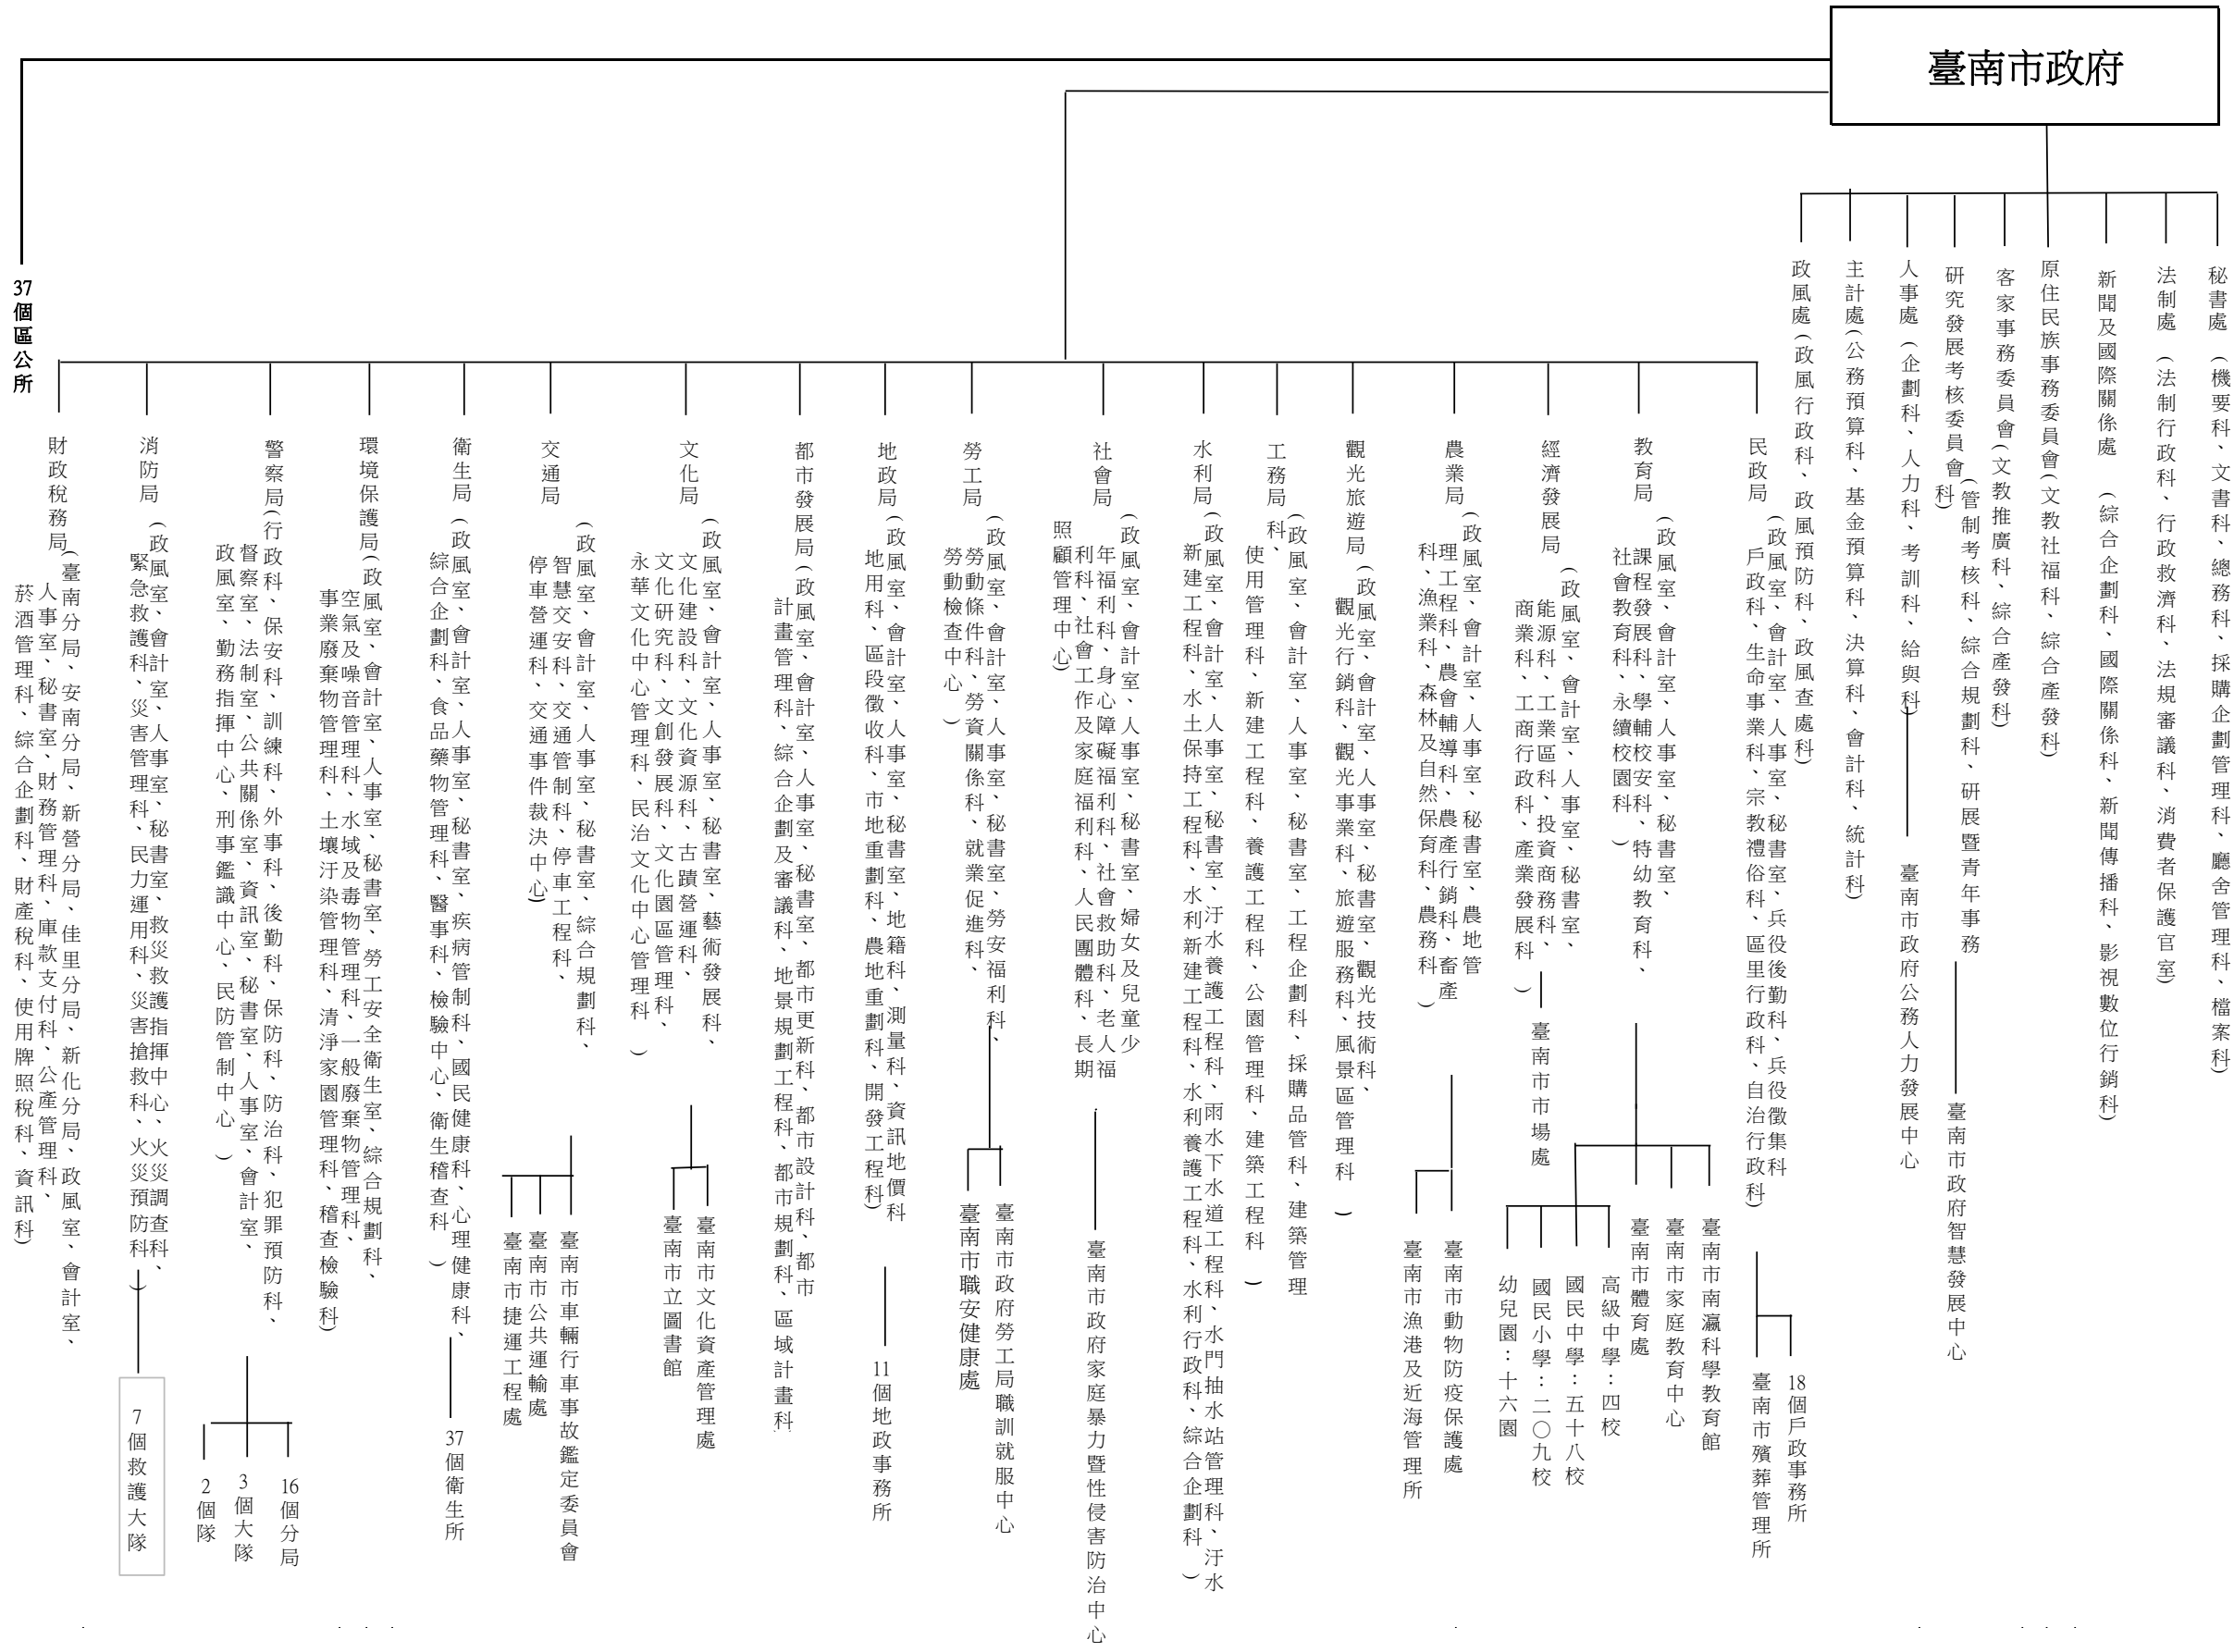 臺南市政府
秘書處（機要科、文書科、總務科、採購企劃管理科、廳舍管理科、檔案科）
法制處（法制行政科、行政救濟科、法規審議科、消費者保護官室）
新聞及國際關係處（綜合企劃科、國際關係科、新聞傳播科、影視數位行銷科）
原住民族事務委員會（文教社福科、綜合產發科）
客家事務委員會（文教推廣科、綜合產發科）
研究發展考核委員會（管制考核科、綜合規劃科、研展暨青年事務
科）
臺南市政府智慧發展中心
人事處（企劃科、人力科、考訓科、給與科）
臺南市政府公務人力發展中心
主計處（公務預算科、基金預算科、決算科、會計科、統計科）
政風處（政風行政科、政風預防科、政風查處科）
民政局（政風室、會計室、人事室、秘書室、兵役後勤科、兵役徵集科
戶政科、生命事業科、宗教禮俗科、區里行政科、自治行政科）
18個戶政事務所
臺南市殯葬管理所
教育局（政風室、會計室、人事室、秘書室、
課程發展科、學輔校安科、特幼教育科、
社會教育科、永續校園科）
臺南市南瀛科學教育館
臺南市家庭教育中心
臺南市體育處
高級中學：四校
國民中學：五十八校
國民小學：二〇九校
幼兒園：十六園
經濟發展局（政風室、會計室、人事室、秘書室、
能源科、工業區科、投資商務科、
商業科、工商行政科、產業發展科）
臺南市市場處
農業局（政風室、會計室、人事室、秘書室、農地管
理工程科、農會輔導科、農產行銷科、畜產
科、漁業科、森林及自然保育科、農務科）
臺南市動物防疫保護處
臺南市漁港及近海管理所
觀光旅遊局（政風室、會計室、人事室、秘書室、觀光技術科、
觀光行銷科、觀光事業科、旅遊服務科、風景區管理科）
工務局（政風室、會計室、人事室、秘書室、工程企劃科、採購品管科、建築管理
科、
使用管理科、新建工程科、養護工程科、公園管理科、建築工程科）
水利局（政風室、會計室、人事室、秘書室、汙水養護工程科、雨水下水道工程科、水門抽水站管理科、汙水
新建工程科、水土保持工程科、水利新建工程科、水利養護工程科、水利行政科、綜合企劃科）
社會局（政風室、會計室、人事室、秘書室、婦女及兒童少
年福利科、身心障礙福利科、社會救助科、老人福
利科、社會工作及家庭福利科、人民團體科、長期
照顧管理中心）
臺南市政府家庭暴力暨性侵害防治中心
勞工局（政風室、會計室、人事室、秘書室、勞安福利科、
勞動條件科、勞資關係科、就業促進科、
勞動檢查中心）
臺南市政府勞工局職訓就服中心
臺南市職安健康處
地政局（政風室、會計室、人事室、秘書室、地籍科、測量科、資訊地價科
地用科、區段徵收科、市地重劃科、農地重劃科、開發工程科）
11個地政事務所
都市發展局（政風室、會計室、人事室、秘書室、都市更新科、都市設計科、都市
計畫管理科、綜合企劃及審議科、地景規劃工程科、都市規劃科、區域計畫科
文化局（政風室、會計室、人事室、秘書室、藝術發展科、
文化建設科、文化資源科、古蹟營運科、
文化研究科、文創發展科、文化園區管理科、
永華文化中心管理科、民治文化中心管理科）
臺南市文化資產管理處
臺南市立圖書館
交通局（政風室、會計室、人事室、秘書室、綜合規劃科、
智慧交安科、交通管制科、停車工程科、
停車營運科、交通事件裁決中心）
臺南市車輛行車事故鑑定委員會
臺南市公共運輸處
臺南市捷運工程處
衛生局（政風室、會計室、人事室、秘書室、疾病管制科、國民健康科、心理健康科、
綜合企劃科、食品藥物管理科、醫事科、檢驗中心、衛生稽查科）
37個衛生所
環境保護局（政風室、會計室、人事室、秘書室、勞工安全衛生室、綜合規劃科、
空氣及噪音管理科、水域及毒物管理科、一般廢棄物管理科、
事業廢棄物管理科、土壤汙染管理科、清淨家園管理科、稽查檢驗科）
警察局（行政科、保安科、訓練科、外事科、後勤科、保防科、防治科、犯罪預防科、
督察室、法制室、公共關係室、資訊室、秘書室、人事室、會計室、
政風室、勤務指揮中心、刑事鑑識中心、民防管制中心）
16個分局
3個大隊
2個隊
消防局（政風室、會計室、人事室、秘書室、救災救護指揮中心、火災調查科、
緊急救護科、災害管理科、民力運用科、災害搶救科、火災預防科）
7個救護大隊
財政稅務局（臺南分局、安南分局、新營分局、佳里分局、新化分局、政風室、會計室、
人事室、秘書室、財務管理科、庫款支付科、公產管理科、
菸酒管理科、綜合企劃科、財產稅科、使用牌照稅科、資訊科）
37個區公所